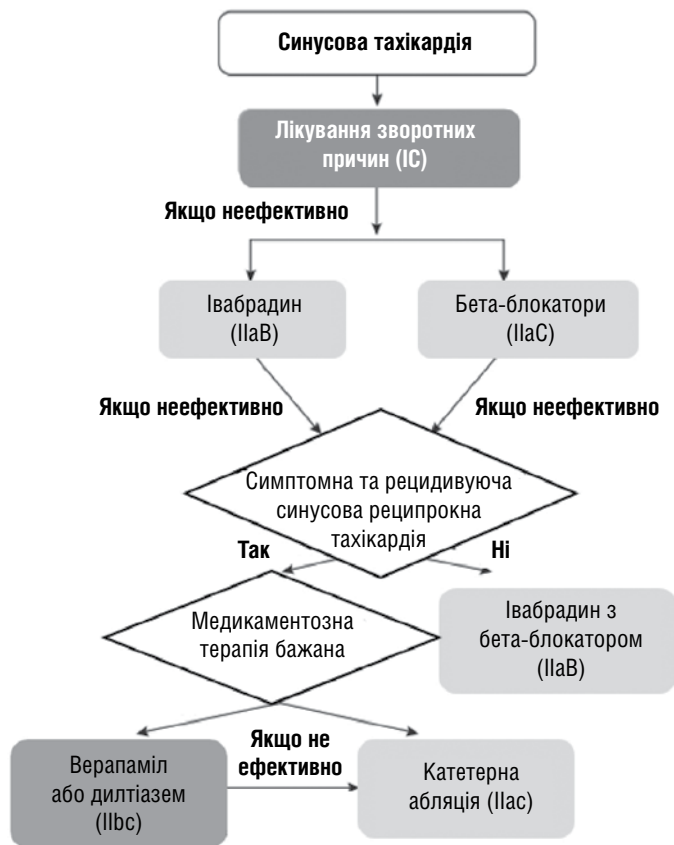 Синусова тахікардія
Лікування зворотних
причин (IC)
Якщо неефективно
Івабрадин
(IIaB)
Бета-блокатори
(IIaC)
Якщо неефективно
Якщо неефективно
Симптомна та рецидивуюча
синусова реципрокна
тахікардія
Так
Ні
Медикаментозна
терапія бажана
Івабрадин з
бета-блокатором
(IIaB)
Верапаміл
або дилтіазем
(IIbc)
Якщо не
ефективно
Катетерна
абляція (IIac)